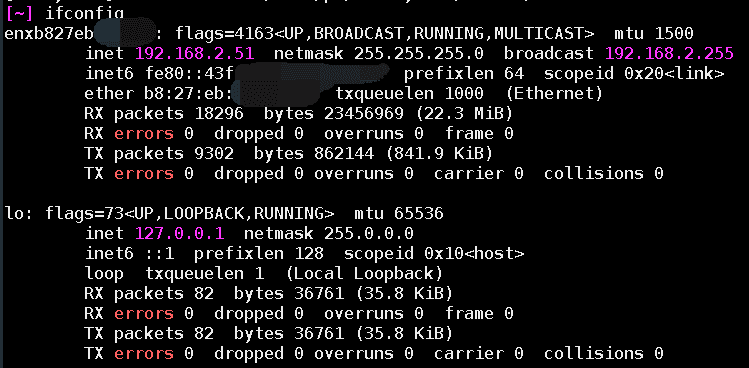 [~] ifconfig
enxb827eb : flags=4163<UP,BROADCAST,RUNNING,MULTICAST> mtu 1500
inet 192.168.2.51 netmask 255.255.255.0 broadcast 192.168.2.255
inet6 fe80::43f prefixlen 64 scopeid 0x20<link>
ether b8:27:eb: txqueuelen 1000 (Ethernet)
RX packets 18296 bytes 23456969 (22.3 MiB)
RX errors 0 dropped 0 overruns 0 frame 0
TX packets 9302 bytes 862144 (841.9 KiB)
TX errors 0 dropped 0 overruns 0 carrier 0 collisions 0
lo: flags=73<UP,LOOPBACK,RUNNING> mtu 65536
inet 127.0.0.1 netmask 255.0.0.0
inet6 ::1 prefixlen 128 scopeid 0x10<host>
loop txqueuelen 1 (Local Loopback)
RX packets 82 bytes 36761 (35.8 KiB)
RX errors 0 dropped 0 overruns 0 frame 0
TX packets 82 bytes 36761 (35.8 KiB)
TX errors 0 dropped 0 overruns 0 carrier 0 collisions 0